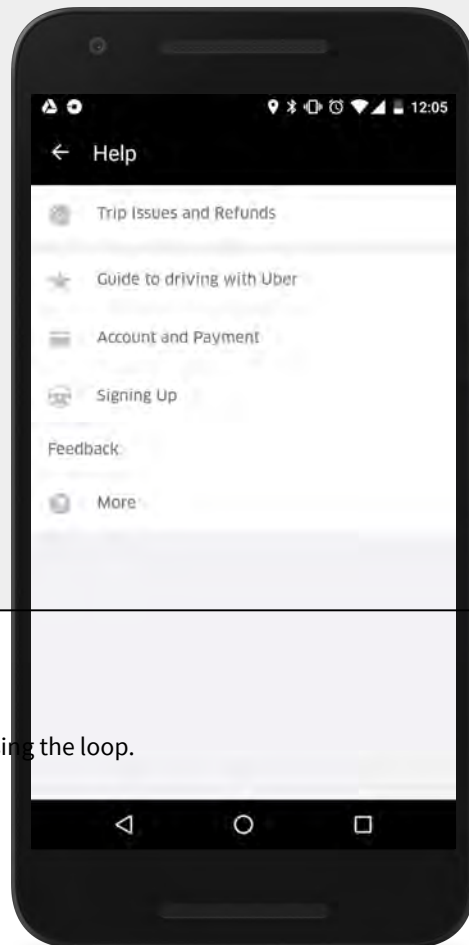 12:05
Help
Trip Issues and Refunds
Guide to driving with Uber
Account and Payment
Signing Up
Feedback
More
ing the loop.